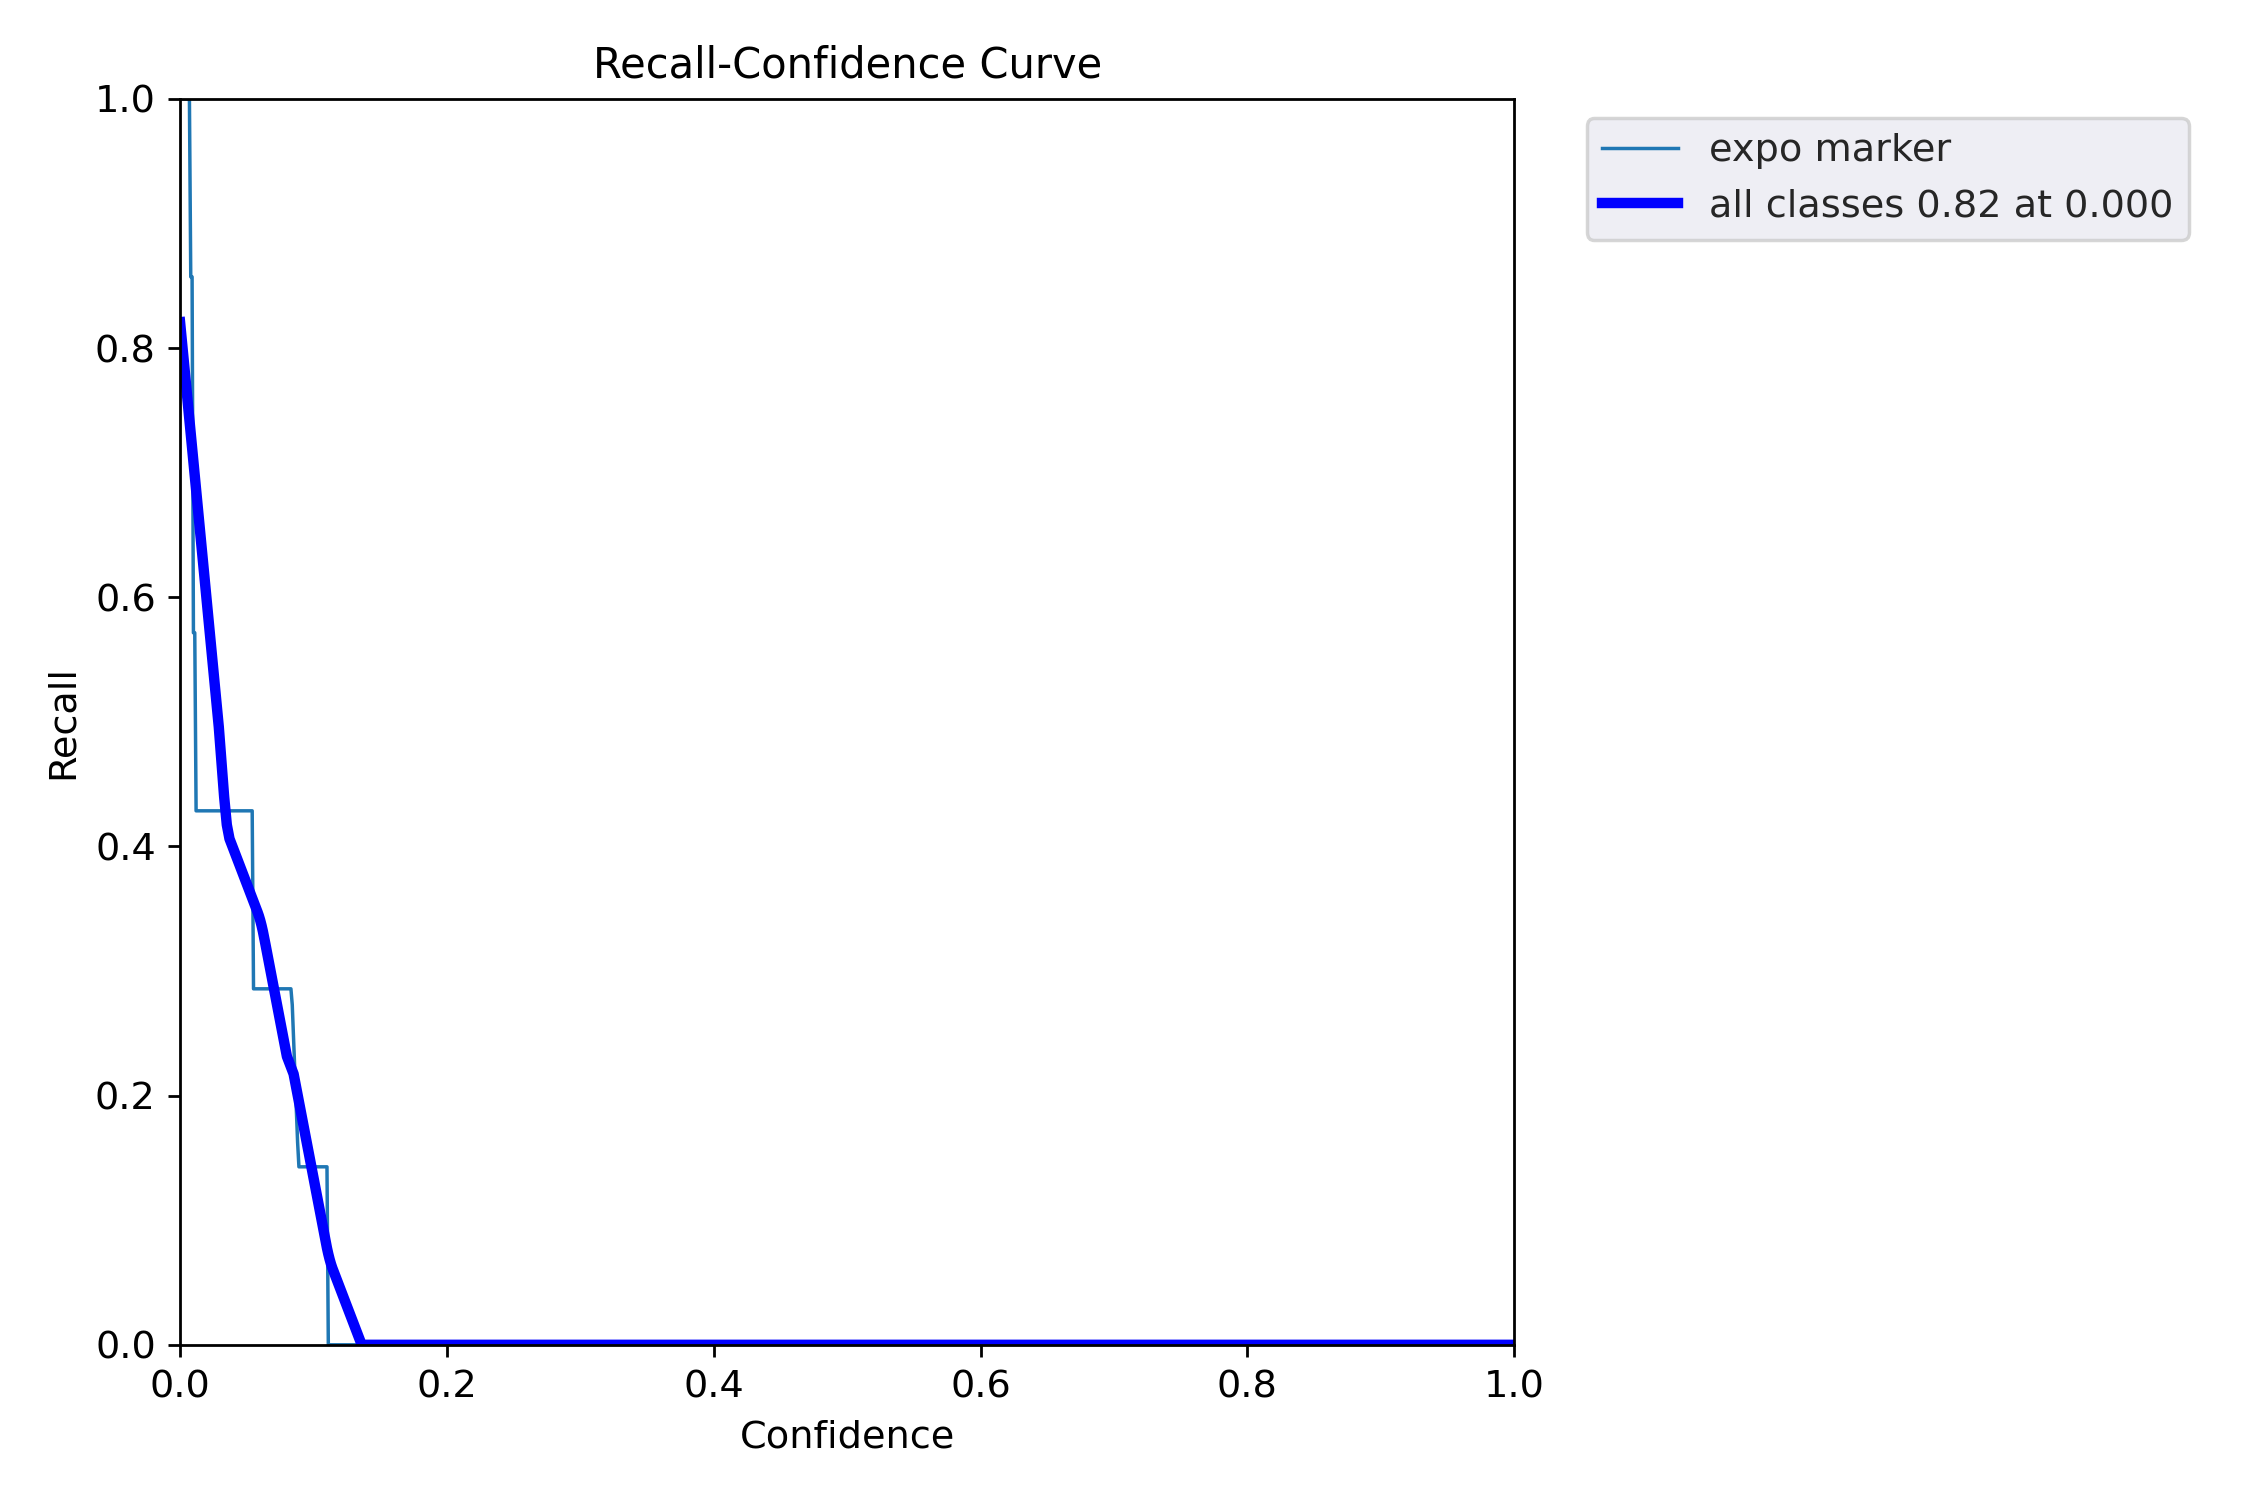 Recall-Confidence Curve
1.0
0.8
0.6
0.4
0.2
0.0
Recall
0.0 0.2 0.4 0.6 0.8 1.0
Confidence
expo marker
all classes 0.82 at 0.000